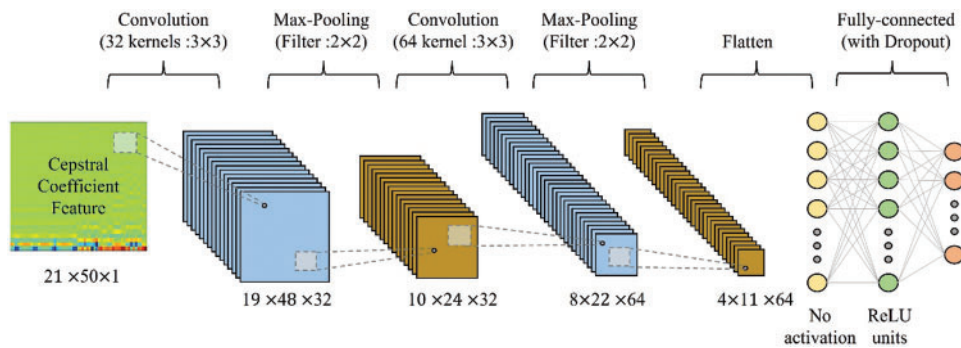 Convolution
(32 kernels :3×3)
Max-Pooling
(Filter :2×2)
Convolution
(64 kernel :3×3)
Max-Pooling
(Filter :2×2)
Flatten
Fully-connected
(with Dropout)
Cepstral
Coefficient
Feature
21 ×50×1
19 ×48 ×32
10 ×24 ×32
8×22 ×64
4×11 ×64
No
activation
ReLU
units